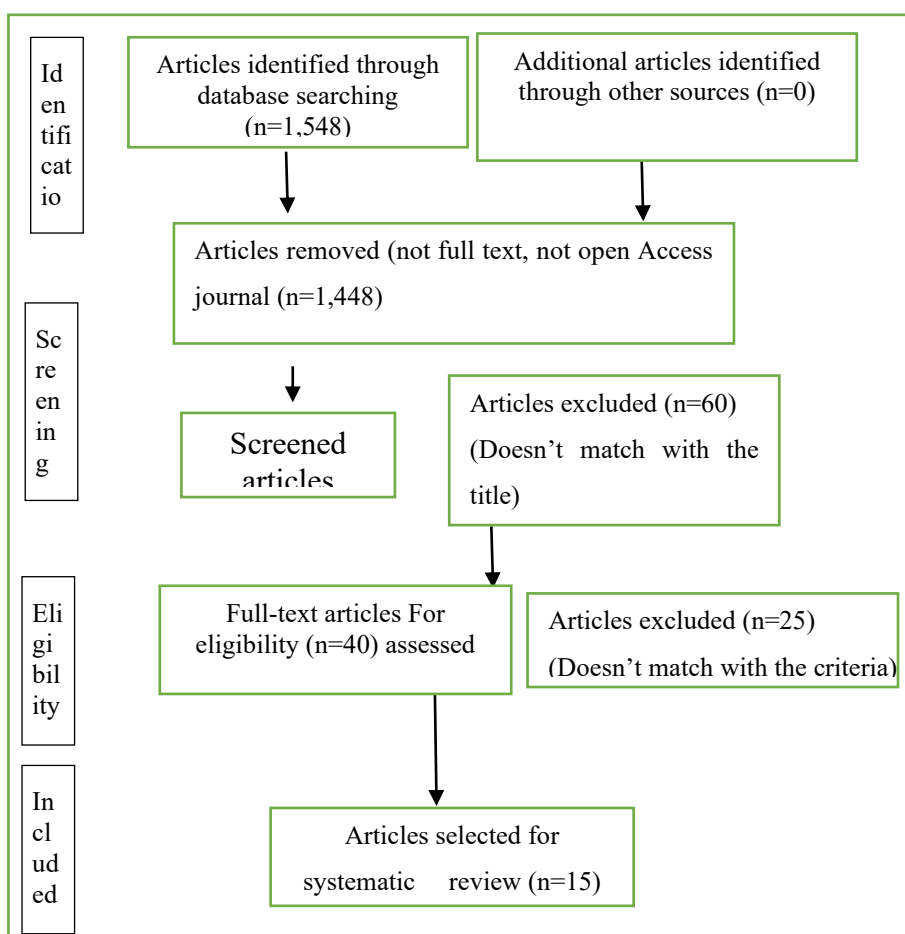 Id
en
tifi
cat
io
Articles identified through
database searching
(n=1,548)
Additional articles identified
through other sources (n=0)
Articles removed (not full text, not open Access
journal (n=1,448)
Sc
re
en
in
g
Screened
articles
Articles excluded (n=60)
(Doesn’t match with the
title)
Eli
gi
bil
ity
Full-text articles For
eligibility (n=40) assessed
Articles excluded (n=25)
(Doesn’t match with the criteria)
In
cl
ud
ed
Articles selected for
systematic review (n=15)